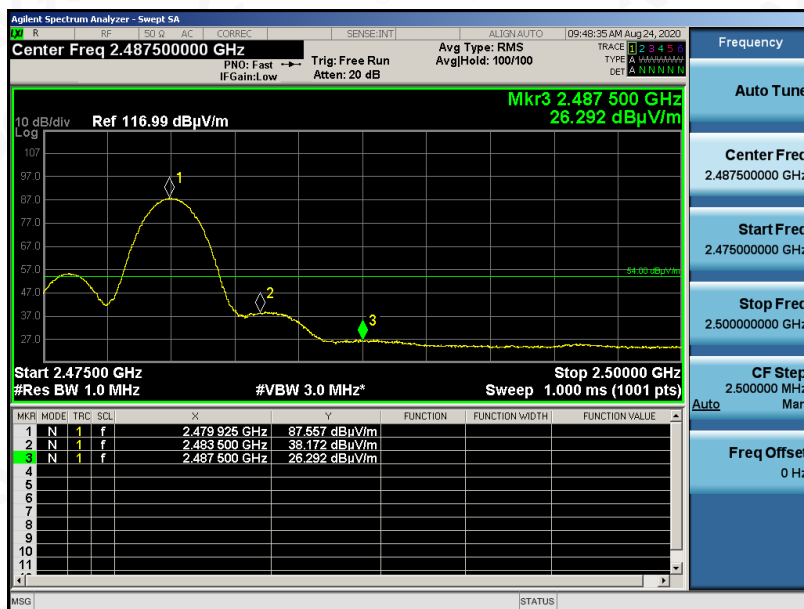 Agilent Spectrum Analyzer - Swept SA
LXI R RF 50 Ω AC CORREC SENSE:INT ALIGN AUTO 09:48:35 AM Aug 24, 2020
Center Freq 2.487500000 GHz
PNO: Fast
IFGain:Low
Trig: Free Run
Atten: 20 dB
Avg Type: RMS
Avg|Hold: 100/100
TRACE 1 2 3 4 5 6
TYPE A WWWWW
DET A N N N N N
Mkr3 2.487 500 GHz
26.292 dBµV/m
10 dB/div Ref 116.99 dBµV/m
Log
107
97.0
87.0
77.0
67.0
57.0
47.0
37.0
27.0
1
2
3
54.00 dBµV/m
Start 2.47500 GHz Stop 2.50000 GHz
#Res BW 1.0 MHz #VBW 3.0 MHz* Sweep 1.000 ms (1001 pts)
MKR MODE TRC SCL X Y FUNCTION FUNCTION WIDTH FUNCTION VALUE
1 N 1 f 2.479 925 GHz 87.557 dBµV/m
2 N 1 f 2.483 500 GHz 38.172 dBµV/m
3 N 1 f 2.487 500 GHz 26.292 dBµV/m
4
5
6
7
8
9
10
11
MSG STATUS
Frequency
Auto Tune
Center Freq
2.487500000 GHz
Start Freq
2.475000000 GHz
Stop Freq
2.500000000 GHz
CF Step
2.500000 MHz
Auto Man
Freq Offset
0 Hz